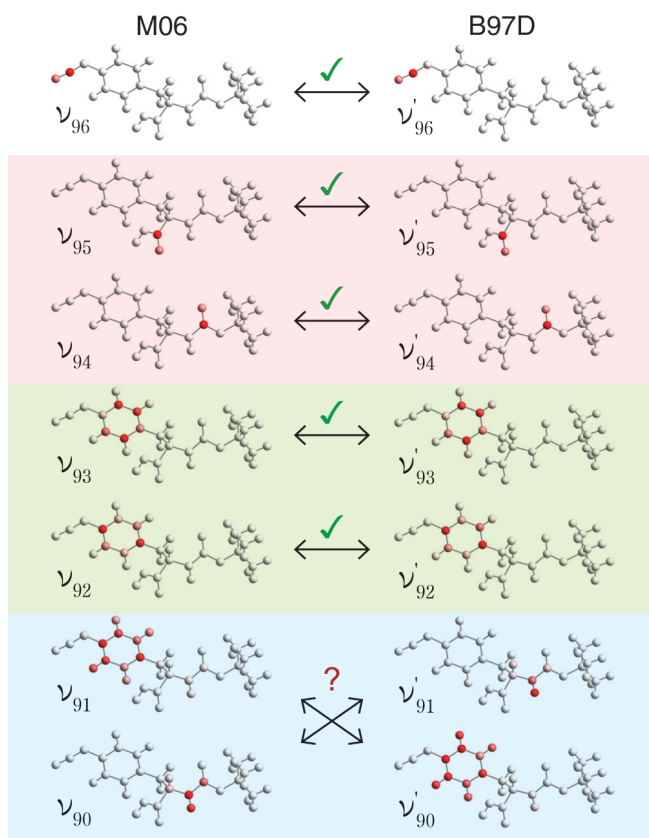 M06 B97D
✓
ν₉₆ ν'₉₆
✓
ν₉₅ ν'₉₅
✓
ν₉₄ ν'₉₄
✓
ν₉₃ ν'₉₃
✓
ν₉₂ ν'₉₂
?
ν₉₁ ν'₉₁
ν₉₀ ν'₉₀